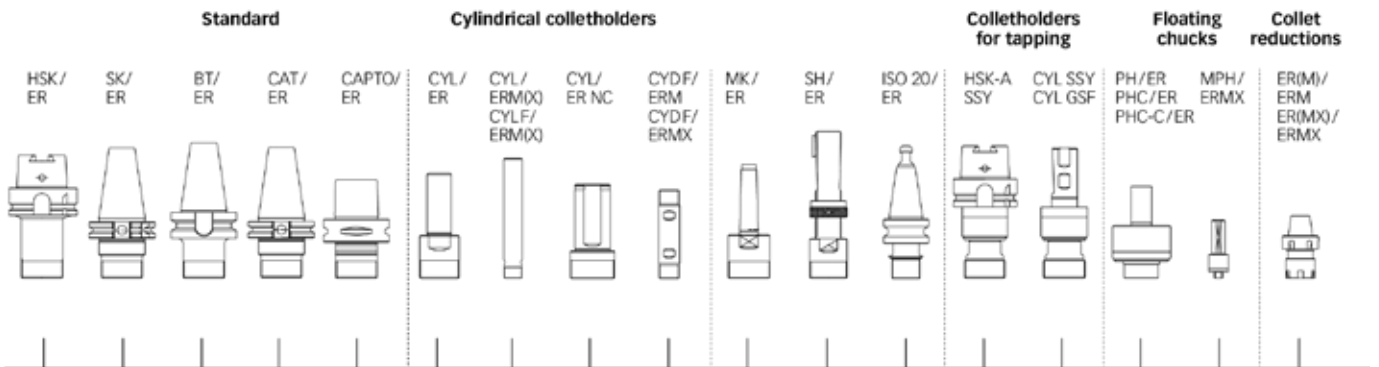 Standard
Cylindrical colletholders
Colletholders
for tapping
Floating
chucks
Collet
reductions
HSK/
ER
SK/
ER
BT/
ER
CAT/
ER
CAPTO/
ER
CYL/
ER
CYL/
ERM(X)
CYLF/
ERM(X)
CYL/
ER NC
CYDF/
ERM
CYDF/
ERMX
MK/
ER
SH/
ER
ISO 20/
ER
HSK-A
SSY
CYL SSY
CYL GSF
PH/ER
PHC/ER
PHC-C/ER
MPH/
ERMX
ER(M)/
ERM
ER(MX)/
ERMX